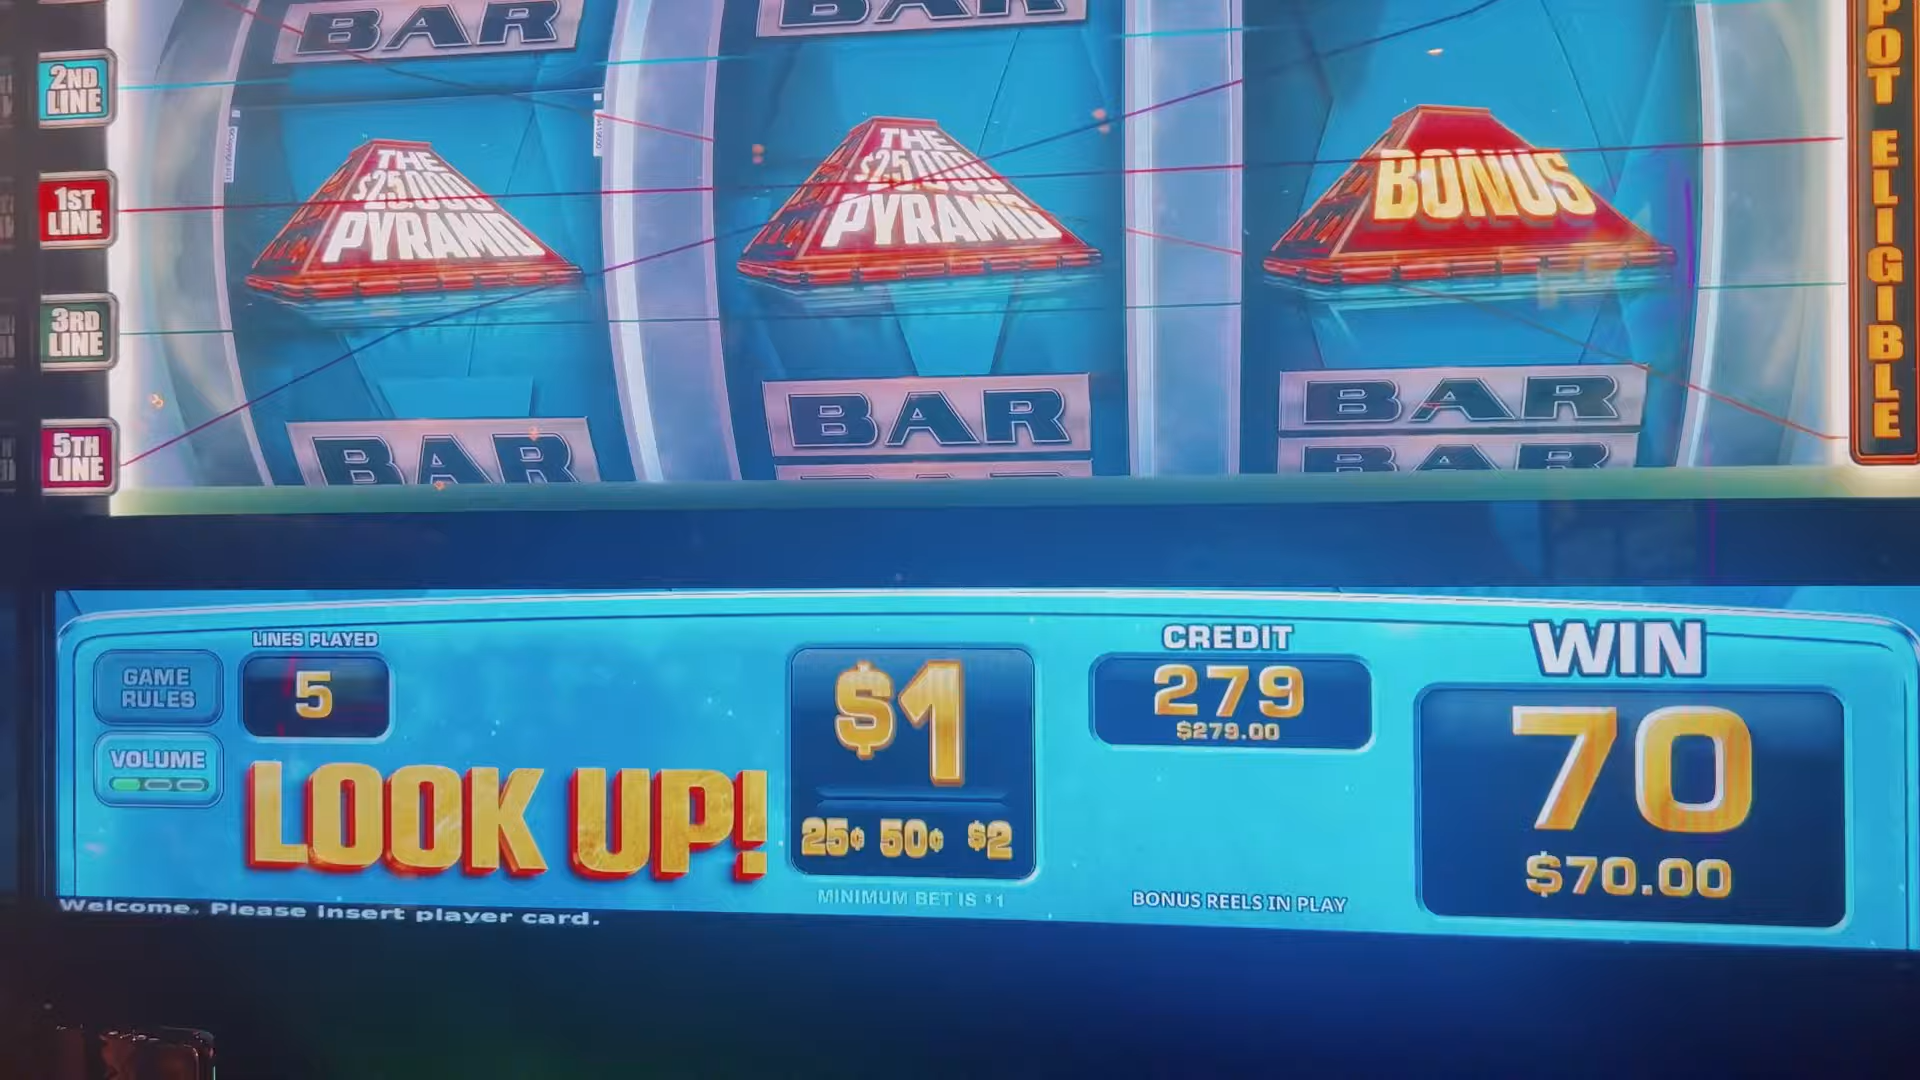 BAR
BAR
2ND
LINE
THE
$25,000
PYRAMID
THE
$25,000
PYRAMID
BONUS
1ST
LINE
3RD
LINE
POT ELIGIBLE
BAR
BAR
BAR
BAR
5TH
LINE
LINES PLAYED
5
GAME
RULES
VOLUME
LOOK UP!
$1
25¢ 50¢ $2
MINIMUM BET IS $1
CREDIT
279
$279.00
BONUS REELS IN PLAY
WIN
70
$70.00
Welcome. Please insert player card.